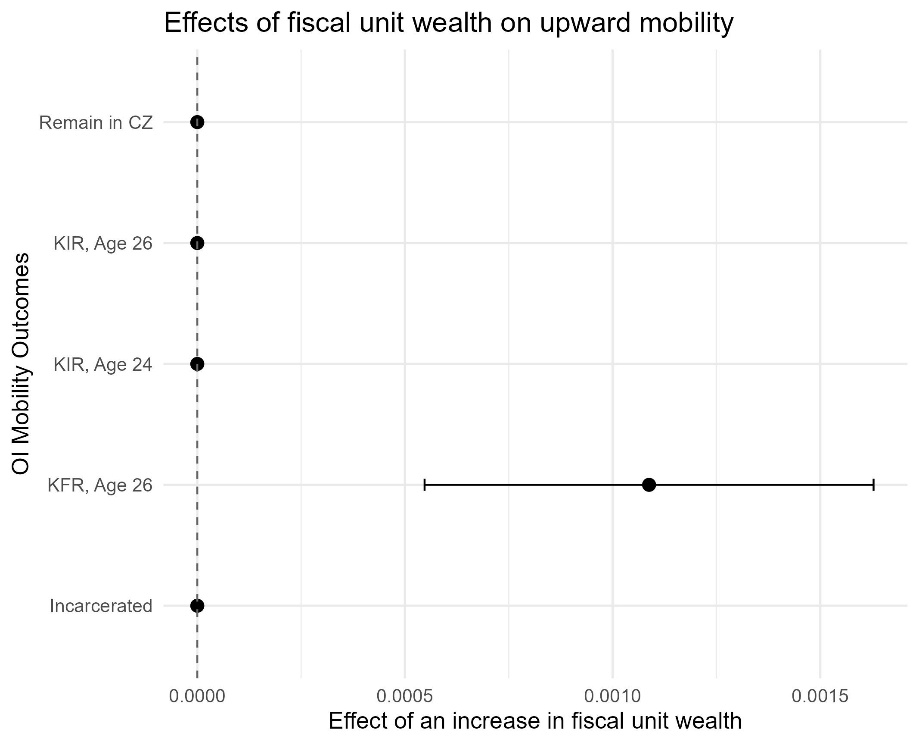 Effects of fiscal unit wealth on upward mobility
OI Mobility Outcomes
Remain in CZ
KIR, Age 26
KIR, Age 24
KFR, Age 26
Incarcerated
0.0000 0.0005 0.0010 0.0015
Effect of an increase in fiscal unit wealth